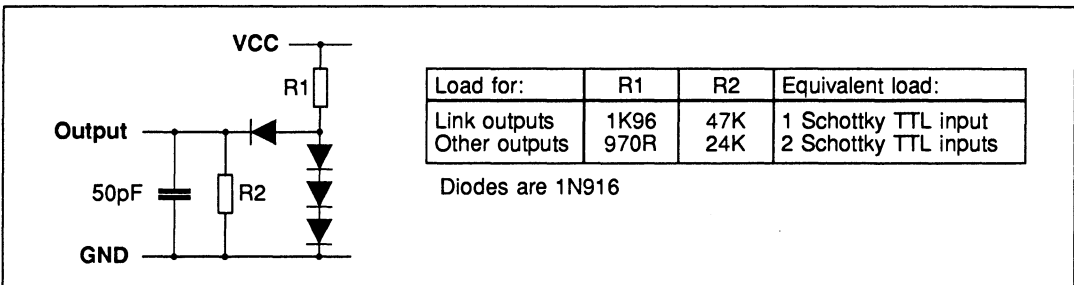 VCC
R1
Output
50pF
R2
GND
Load for: R1 R2 Equivalent load:
Link outputs 1K96 47K 1 Schottky TTL input
Other outputs 970R 24K 2 Schottky TTL inputs
Diodes are 1N916